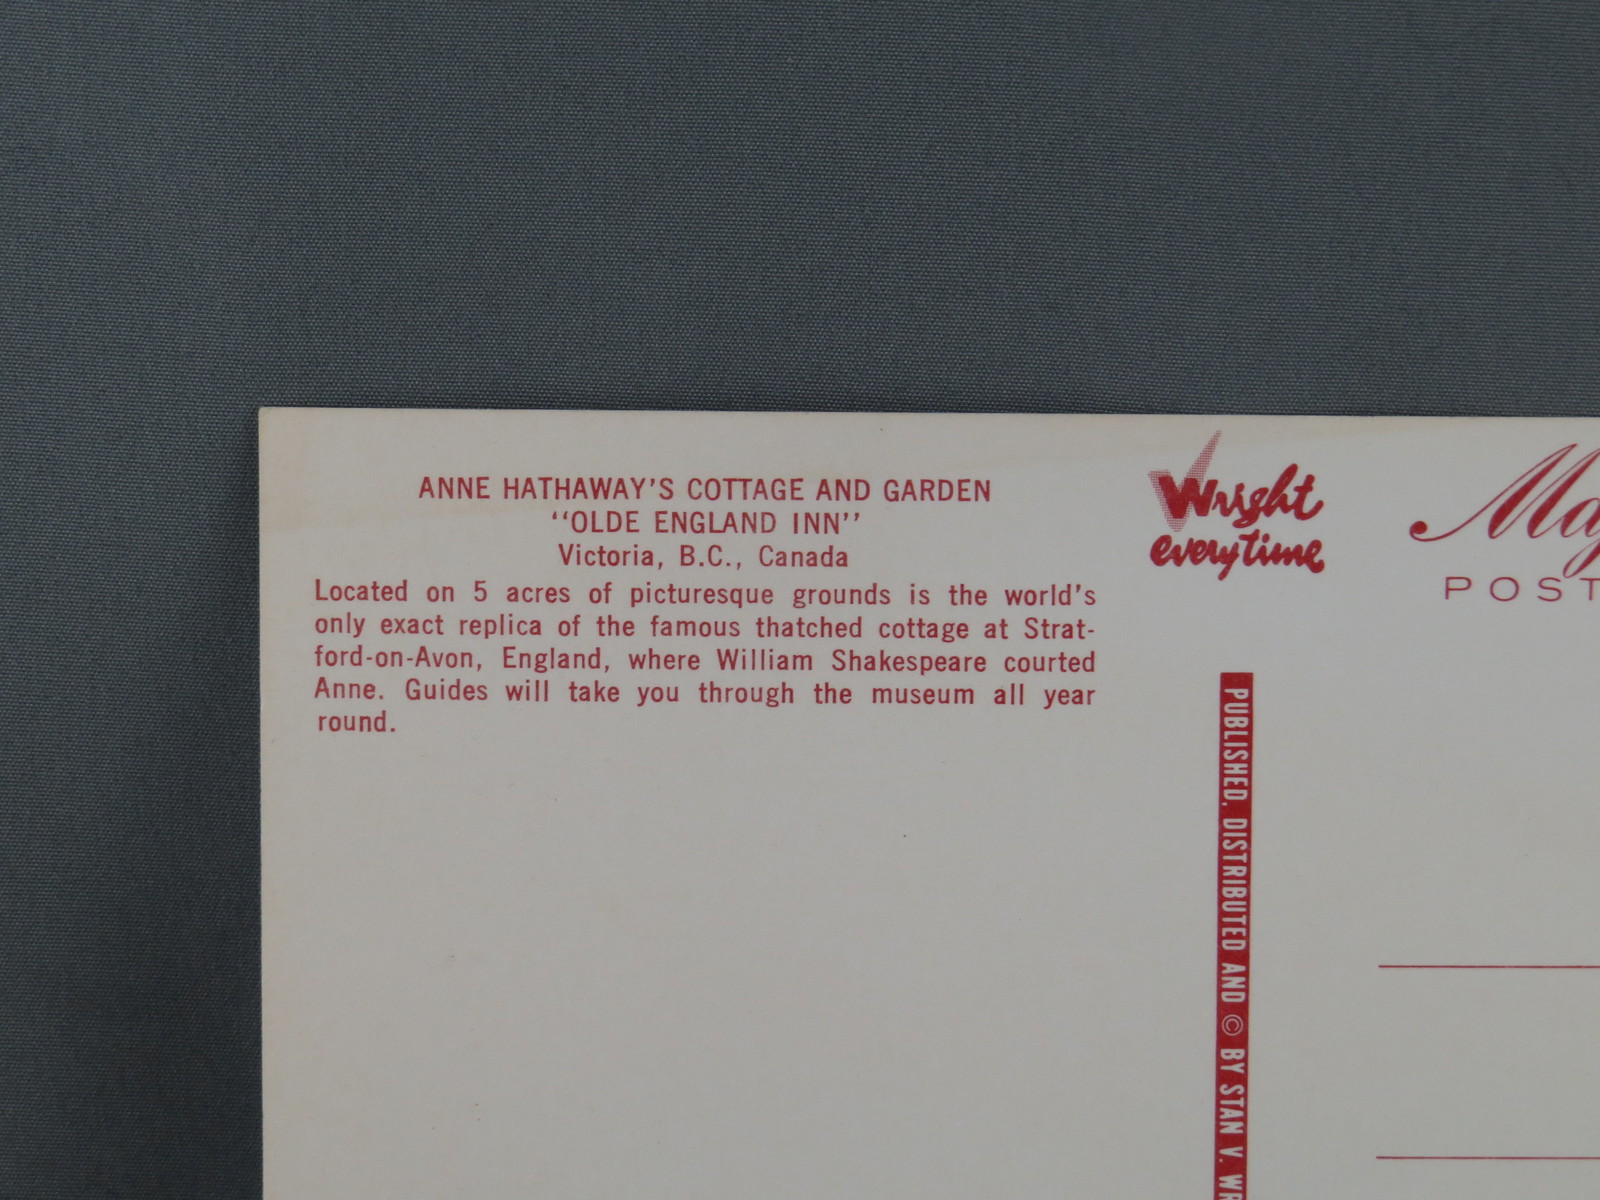 ANNE HATHAWAY'S COTTAGE AND GARDEN
"OLDE ENGLAND INN"
Victoria, B.C., Canada
Located on 5 acres of picturesque grounds is the world's
only exact replica of the famous thatched cottage at Strat-
ford-on-Avon, England, where William Shakespeare courted
Anne. Guides will take you through the museum all year
round.
Wright
everytime
POST
PUBLISHED, DISTRIBUTED AND © BY STAN V.